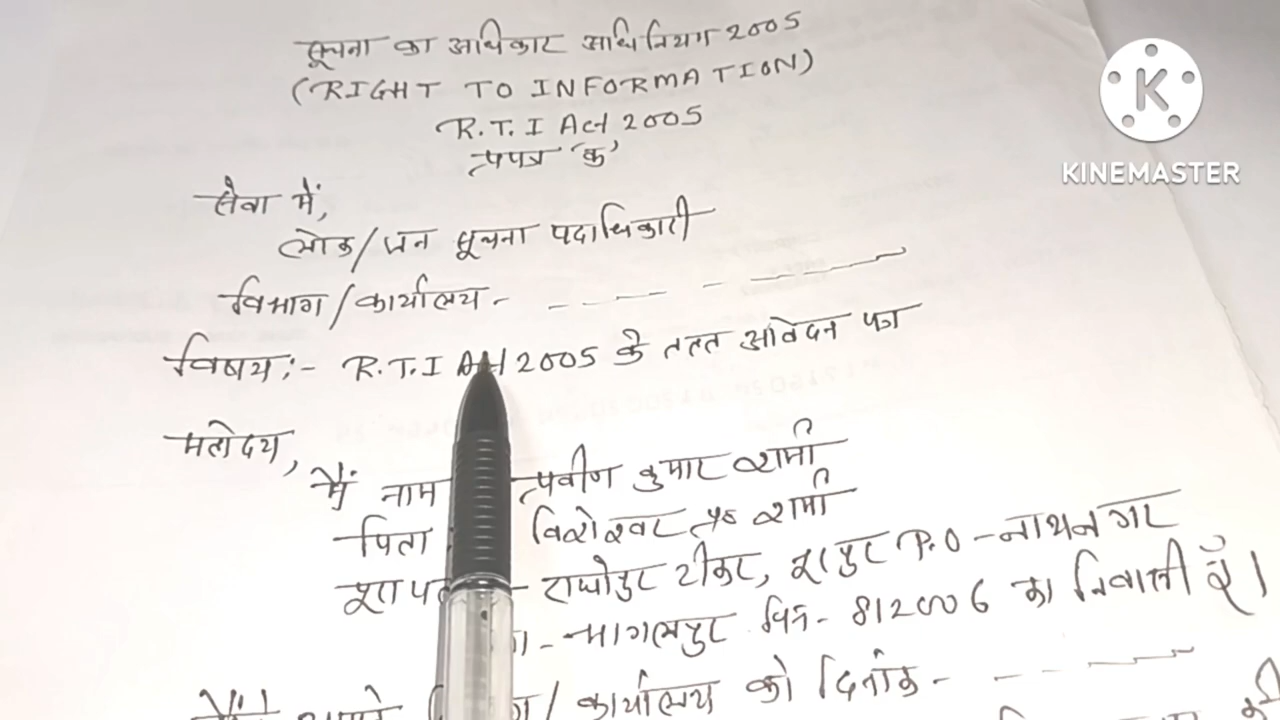 सूचना का अधिकार अधिनियम 2005
(RIGHT TO INFORMATION)
R.T.I Act 2005
प्रपत्र 'क'
सेवा में,
लोक/जन सूचना पदाधिकारी
विभाग/कार्यालय-
विषय:- R.T.I Act 2005 के तहत आवेदन पत्र
महोदय,
मैं नाम प्रवीण कुमार शर्मा
पिता विशेश्वर प्र० शर्मा
पूरा राघोपुर टीकर, P.O - नाथनगर
- भागलपुर पिन- 812006 का निवासी हूँ।
/ कार्यालय को दिनांक-
K
KINEMASTER